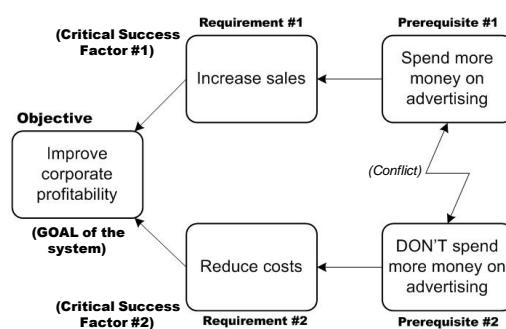 Requirement #1
Prerequisite #1
(Critical Success
Factor #1)
Increase sales
Spend more
money on
advertising
Objective
Improve
corporate
profitability
(Conflict)
(GOAL of the
system)
Reduce costs
DON'T spend
more money on
advertising
(Critical Success
Factor #2)
Requirement #2
Prerequisite #2